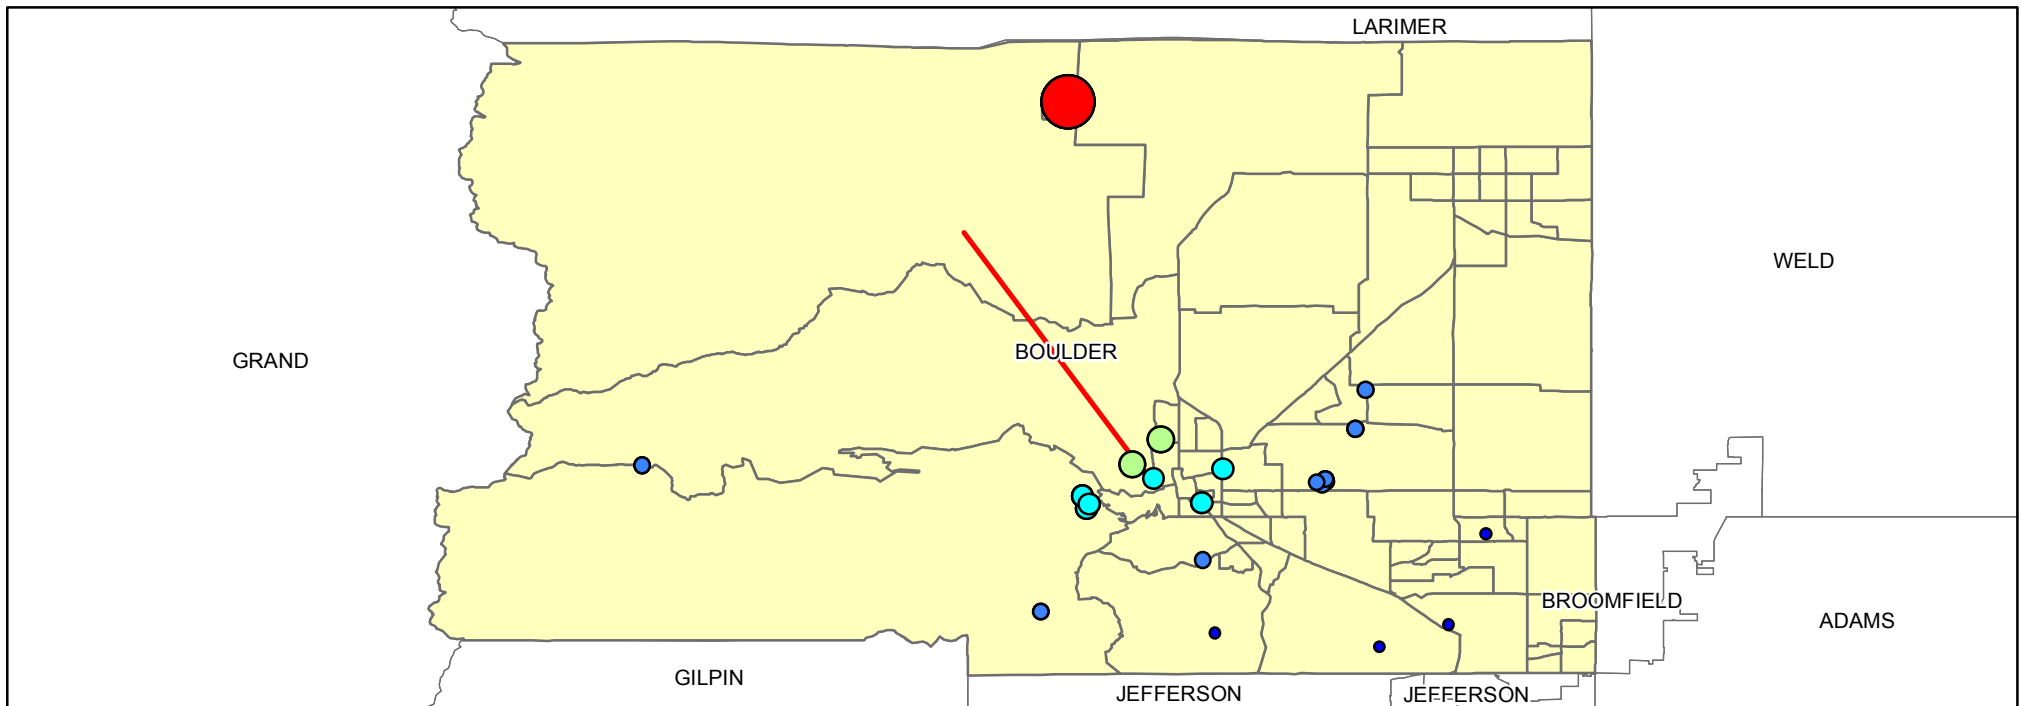 LARIMER
WELD
BOULDER
GRAND
BROOMFIELD
ADAMS
GILPIN
JEFFERSON
JEFFERSON